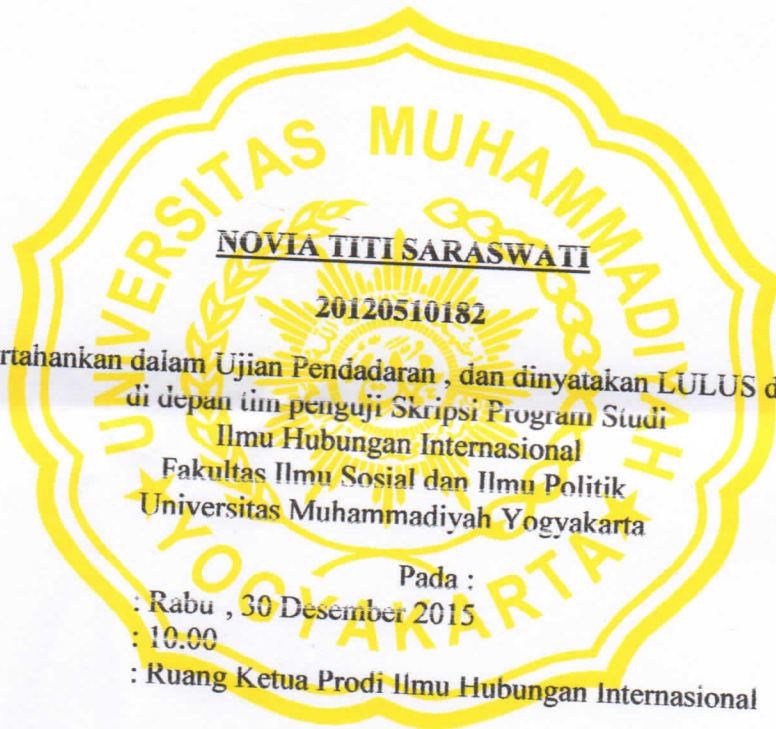 UNIVERSITAS MUHAMMADIYAH
YOGYAKARTA
NOVIA TITI SARASWATI
20120510182
rtahankan dalam Ujian Pendadaran , dan dinyatakan LULUS d
di depan tim penguji Skripsi Program Studi
Ilmu Hubungan Internasional
Fakultas Ilmu Sosial dan Ilmu Politik
Universitas Muhammadiyah Yogyakarta
Pada :
: Rabu , 30 Desember 2015
: 10.00
: Ruang Ketua Prodi Ilmu Hubungan Internasional